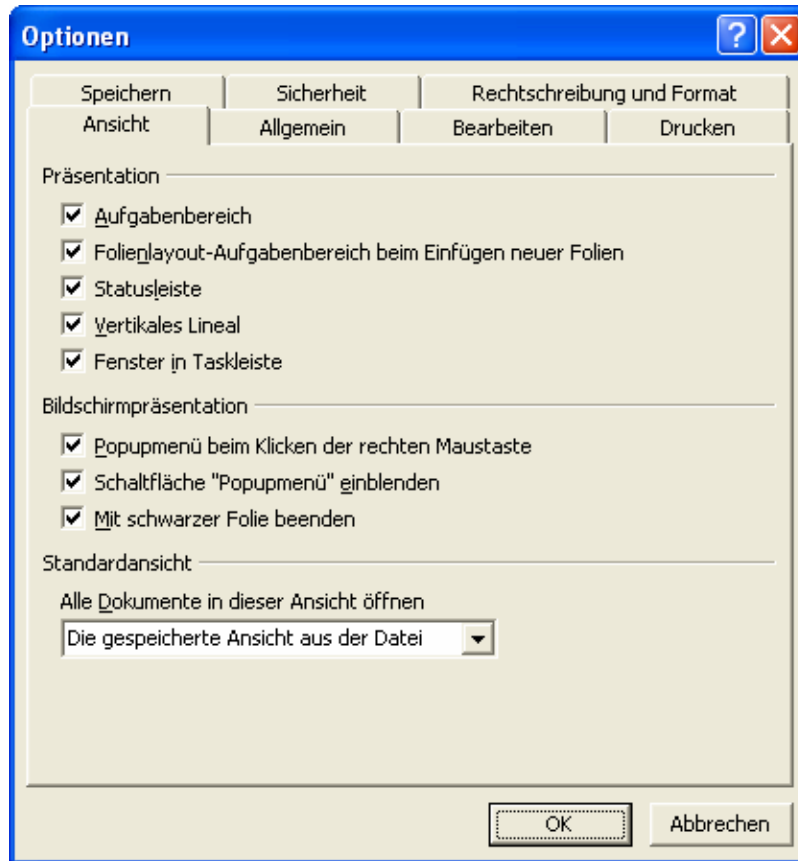 Optionen
Speichern Sicherheit Rechtschreibung und Format
Ansicht Allgemein Bearbeiten Drucken
Präsentation
Aufgabenbereich
Folienlayout-Aufgabenbereich beim Einfügen neuer Folien
Statusleiste
Vertikales Lineal
Fenster in Taskleiste
Bildschirmpräsentation
Popupmenü beim Klicken der rechten Maustaste
Schaltfläche "Popupmenü" einblenden
Mit schwarzer Folie beenden
Standardansicht
Alle Dokumente in dieser Ansicht öffnen
Die gespeicherte Ansicht aus der Datei
OK Abbrechen